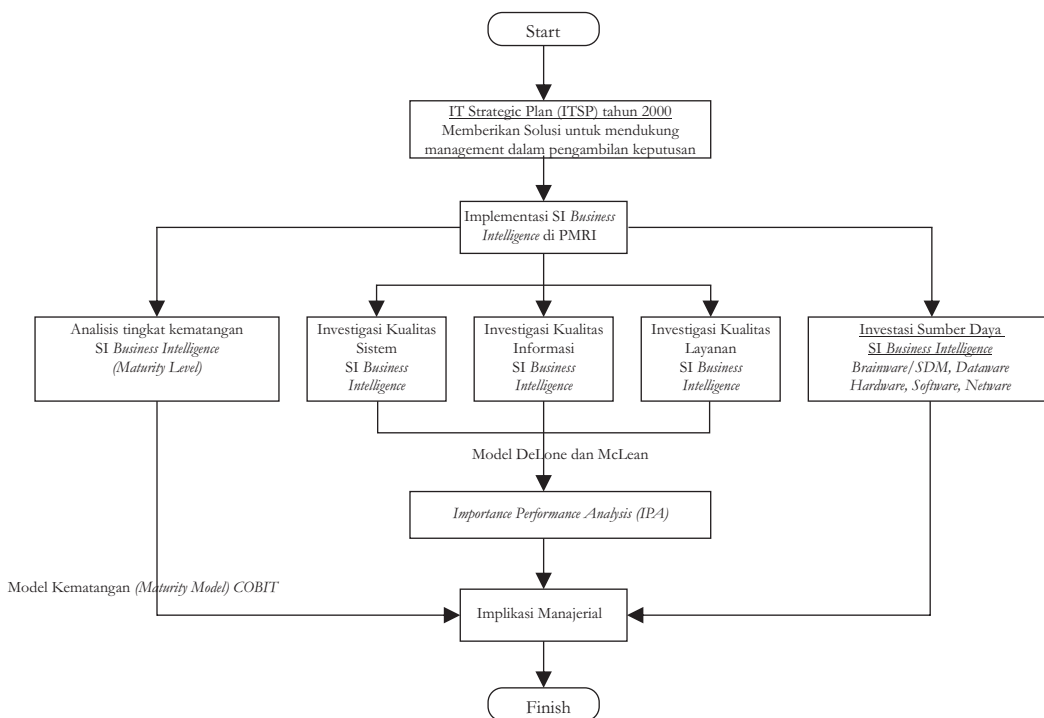 Start
IT Strategic Plan (ITSP) tahun 2000
Memberikan Solusi untuk mendukung
management dalam pengambilan keputusan
Implementasi SI Business
Intelligence di PMRI
Analisis tingkat kematangan
SI Business Intelligence
(Maturity Level)
Investigasi Kualitas
Sistem
SI Business
Intelligence
Investigasi Kualitas
Informasi
SI Business
Intelligence
Investigasi Kualitas
Layanan
SI Business
Intelligence
Investasi Sumber Daya
SI Business Intelligence
Brainware/SDM, Dataware
Hardware, Software, Netware
Model DeLone dan McLean
Importance Performance Analysis (IPA)
Model Kematangan (Maturity Model) COBIT
Implikasi Manajerial
Finish